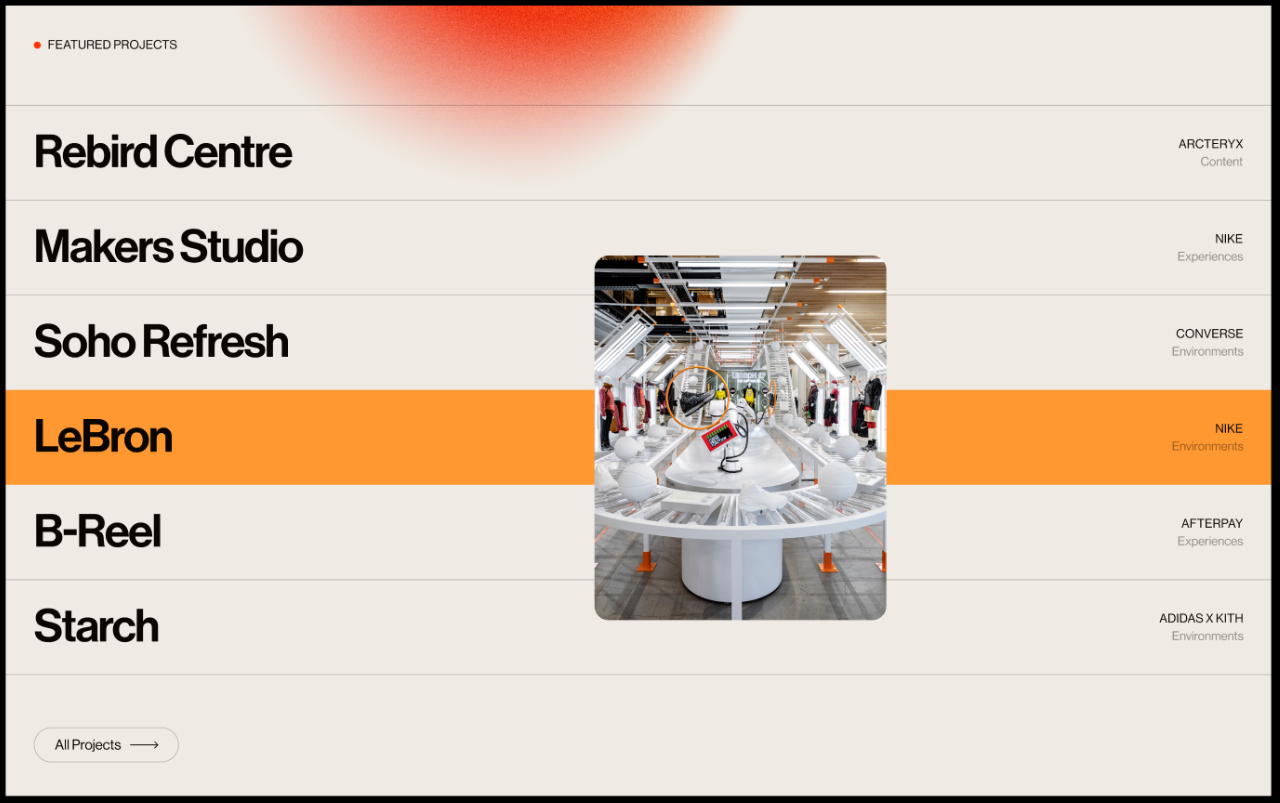 FEATURED PROJECTS
Rebird Centre
ARCTERYX
Content
Makers Studio
NIKE
Experiences
Soho Refresh
CONVERSE
Environments
LeBron
NIKE
Environments
B-Reel
AFTERPAY
Experiences
Starch
ADIDAS X KITH
Environments
All Projects